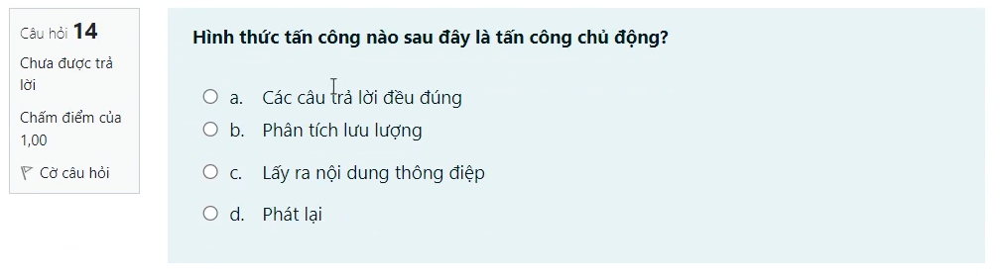 Câu hỏi 14
Chưa được trả
lời
Chấm điểm của
1,00
Cờ câu hỏi
Hình thức tấn công nào sau đây là tấn công chủ động?
a. Các câu trả lời đều đúng
b. Phân tích lưu lượng
c. Lấy ra nội dung thông điệp
d. Phát lại